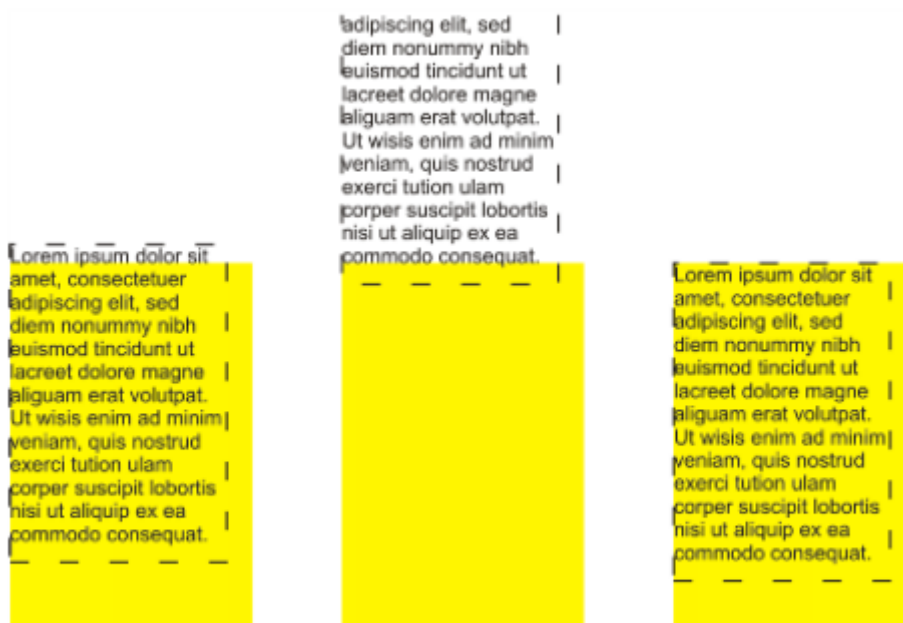 Lorem ipsum dolor sit
amet, consectetuer
adipiscing elit, sed
diem nonummy nibh
euismod tincidunt ut
lacreet dolore magne
aliguam erat volutpat.
Ut wisis enim ad minim
veniam, quis nostrud
exerci tution ulam
corper suscipit lobortis
nisi ut aliquip ex ea
commodo consequat.
adipiscing elit, sed
diem nonummy nibh
euismod tincidunt ut
lacreet dolore magne
aliguam erat volutpat.
Ut wisis enim ad minim
veniam, quis nostrud
exerci tution ulam
corper suscipit lobortis
nisi ut aliquip ex ea
commodo consequat.
Lorem ipsum dolor sit
amet, consectetuer
adipiscing elit, sed
diem nonummy nibh
euismod tincidunt ut
lacreet dolore magne
aliguam erat volutpat.
Ut wisis enim ad minim
veniam, quis nostrud
exerci tution ulam
corper suscipit lobortis
nisi ut aliquip ex ea
commodo consequat.